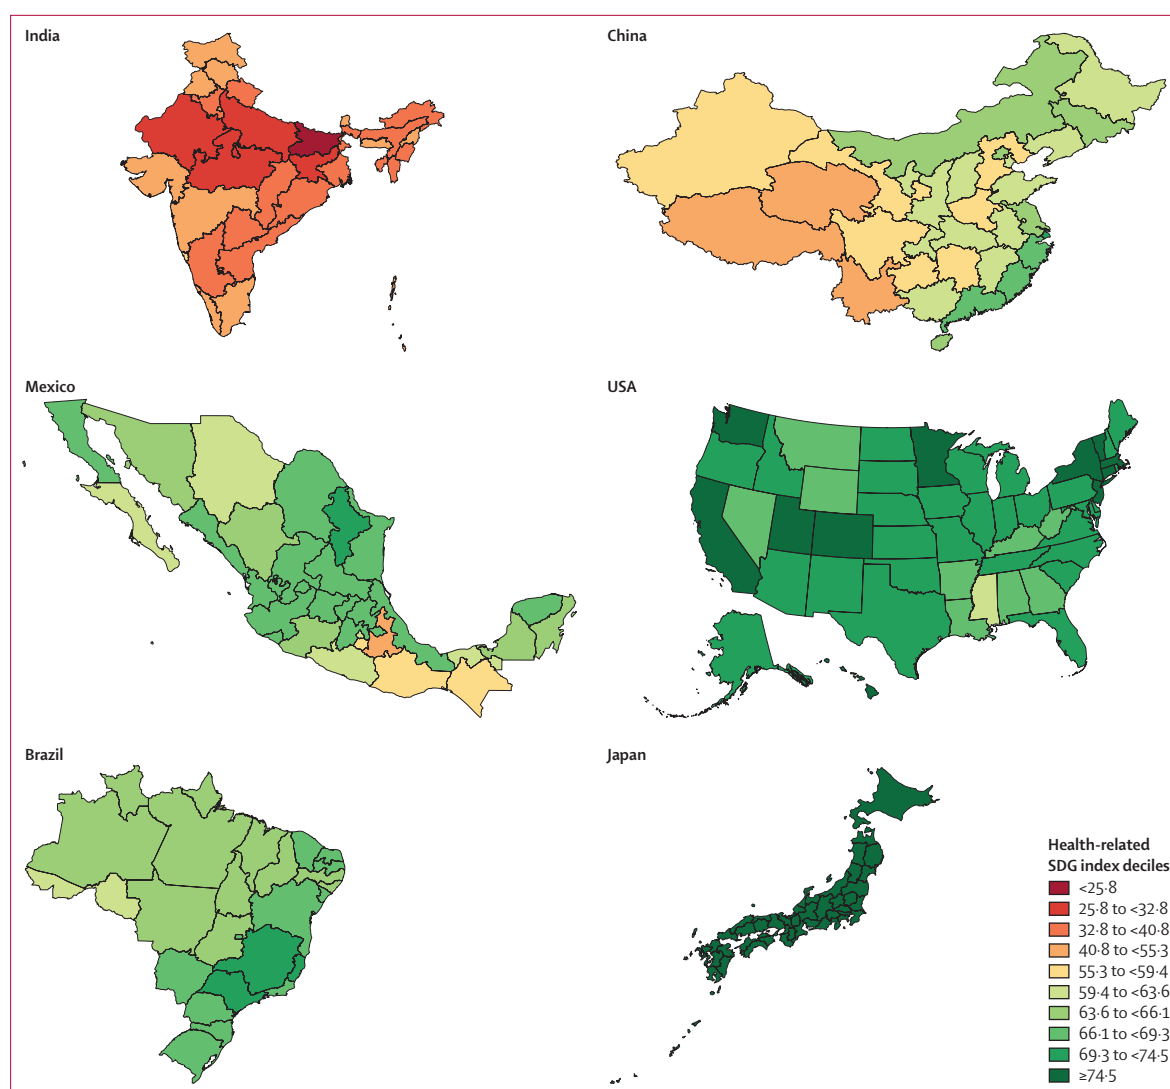 India
China
Mexico
USA
Brazil
Japan
Health-related
SDG index deciles
<25·8
25·8 to <32·8
32·8 to <40·8
40·8 to <55·3
55·3 to <59·4
59·4 to <63·6
63·6 to <66·1
66·1 to <69·3
69·3 to <74·5
≥74·5